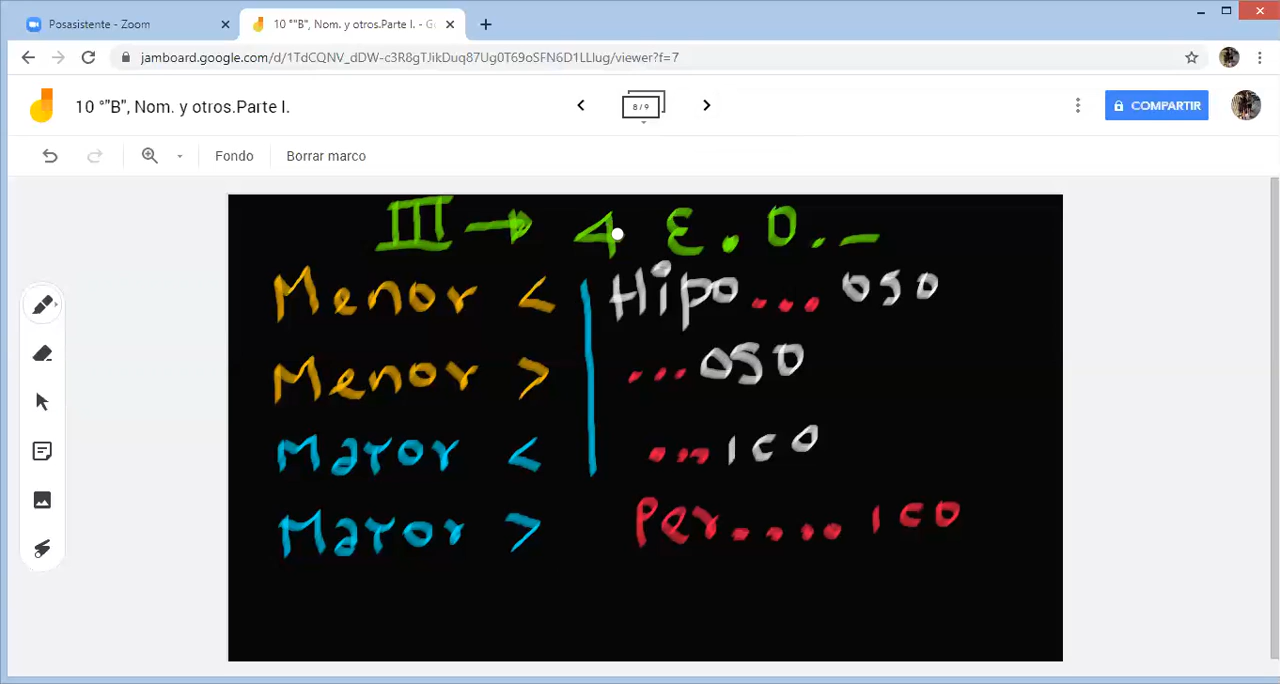 Posasistente - Zoom
10 °"B", Nom. y otros.Parte I. - G
jamboard.google.com/d/1TdCQNV_dDW-c3R8gTJikDuq87Ug0T69oSFN6D1LLlug/viewer?f=7
10 °"B", Nom. y otros.Parte I.
8 / 9
COMPARTIR
Fondo
Borrar marco
III → 4 E.O.-
Menor < Hipo...oso
Menor > ...oso
Mayor < ...ico
Mayor > Per....ico